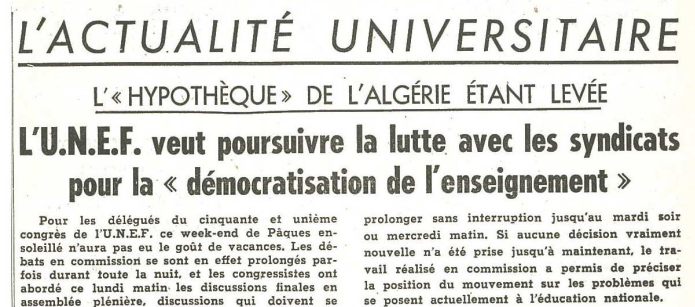 L'ACTUALITÉ UNIVERSITAIRE
L'« HYPOTHÈQUE » DE L'ALGÉRIE ÉTANT LEVÉE
L'U.N.E.F. veut poursuivre la lutte avec les syndicats
pour la « démocratisation de l'enseignement »
Pour les délégués du cinquante et unième
congrès de l'U.N.E.F. ce week-end de Pâques en-
soleillé n'aura pas eu le goût de vacances. Les dé-
bats en commission se sont en effet prolongés par-
fois durant toute la nuit, et les congressistes ont
abordé ce lundi matin les discussions finales en
assemblée plénière, discussions qui doivent se
prolonger sans interruption jusqu'au mardi soir
ou mercredi matin. Si aucune décision vraiment
nouvelle n'a été prise jusqu'à maintenant, le tra-
vail réalisé en commission a permis de préciser
la position du mouvement sur les problèmes qui
se posent actuellement à l'éducation nationale.